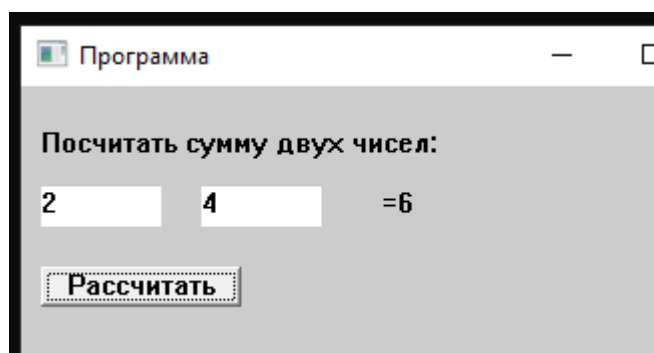 Программа
Посчитать сумму двух чисел:
2 4 =6
Рассчитать